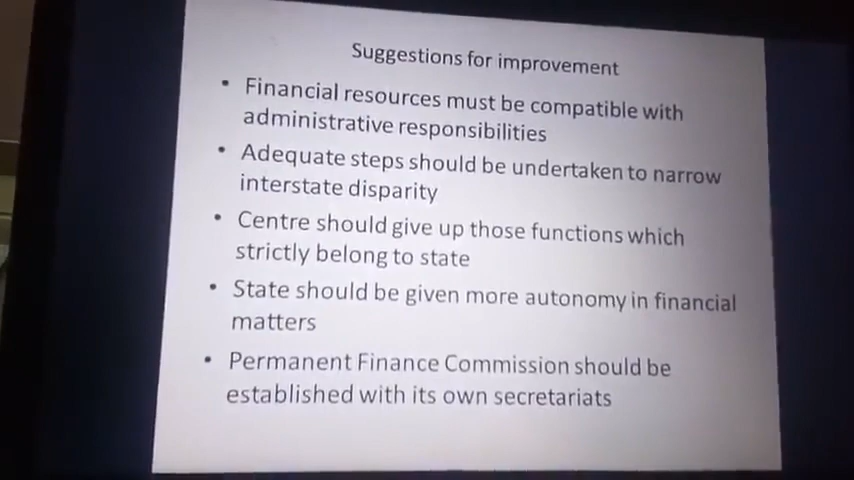 Suggestions for improvement
• Financial resources must be compatible with
administrative responsibilities
• Adequate steps should be undertaken to narrow
interstate disparity
• Centre should give up those functions which
strictly belong to state
• State should be given more autonomy in financial
matters
• Permanent Finance Commission should be
established with its own secretariats